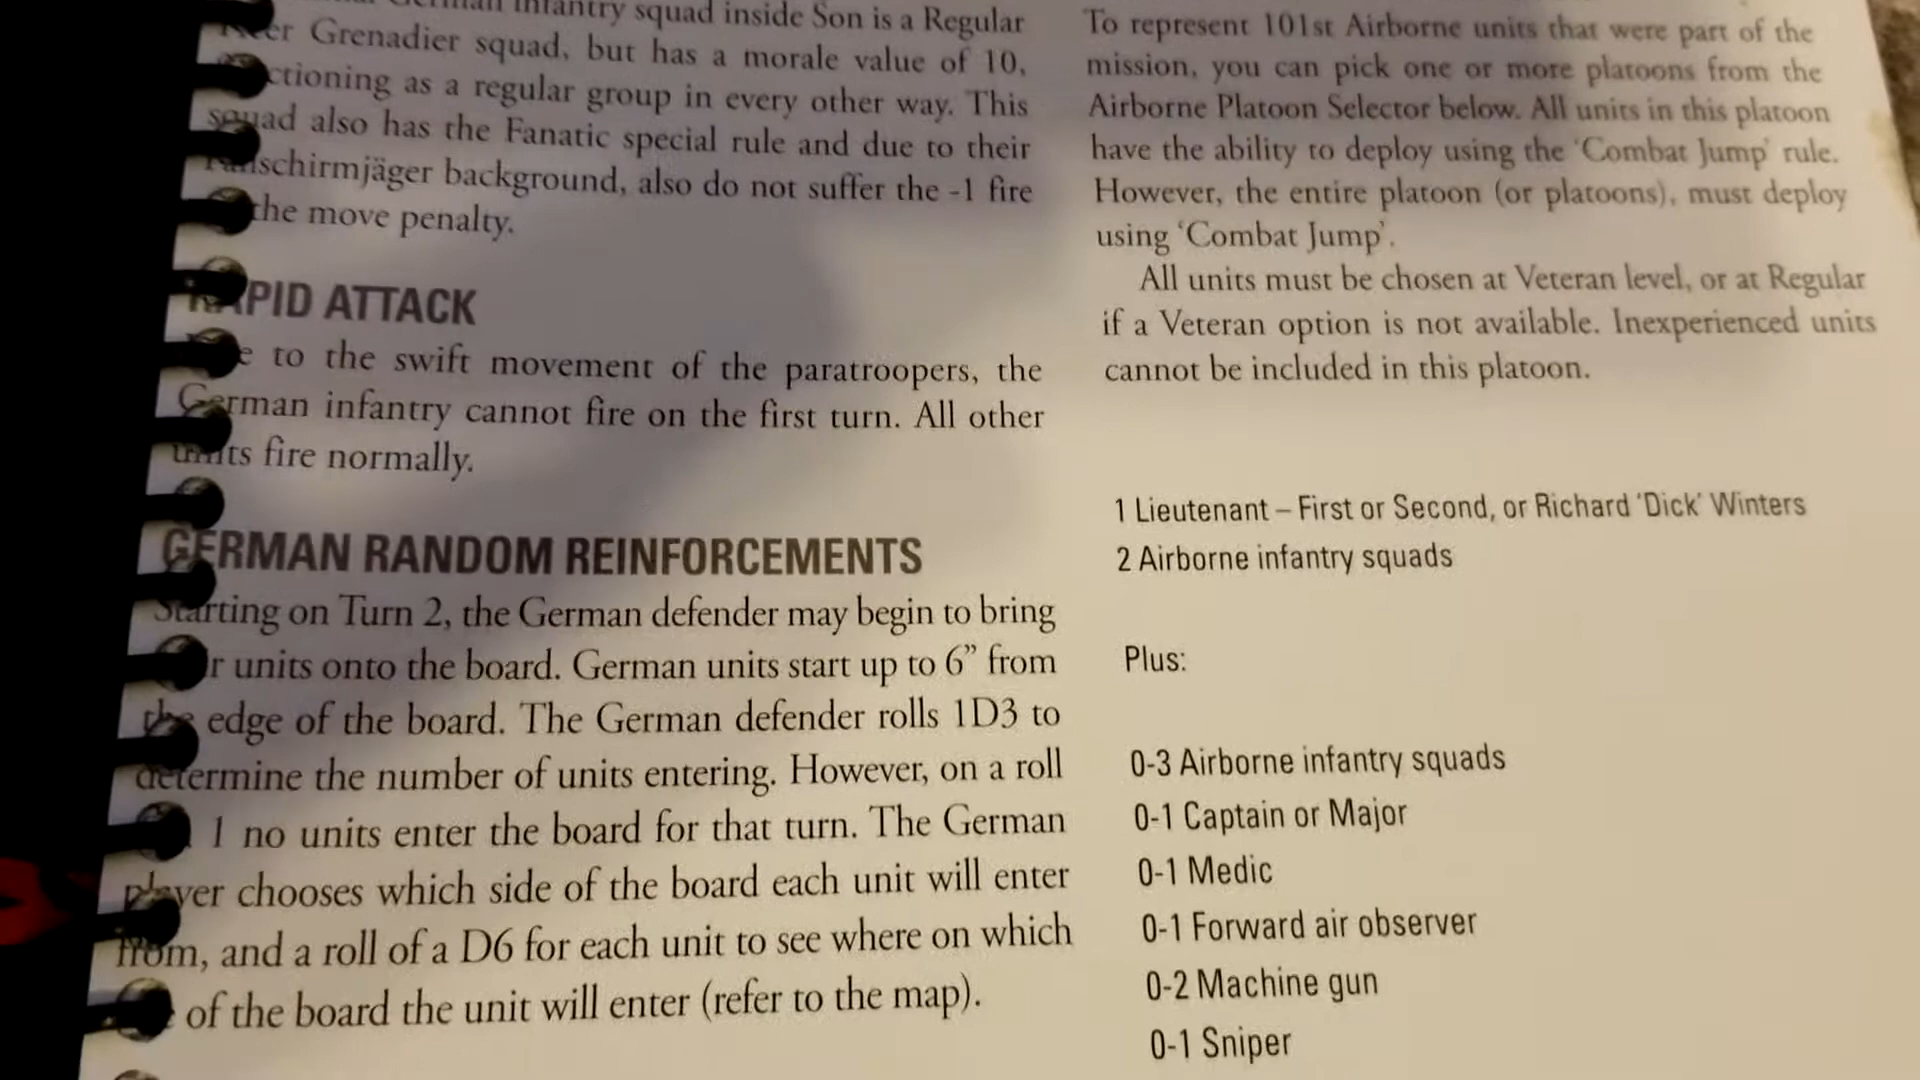 German infantry squad inside Son is a Regular
Grenadier squad, but has a morale value of 10,
ctioning as a regular group in every other way. This
squad also has the Fanatic special rule and due to their
Fallschirmjäger background, also do not suffer the -1 fire
the move penalty.
RAPID ATTACK
e to the swift movement of the paratroopers, the
German infantry cannot fire on the first turn. All other
units fire normally.
GERMAN RANDOM REINFORCEMENTS
Starting on Turn 2, the German defender may begin to bring
r units onto the board. German units start up to 6” from
the edge of the board. The German defender rolls 1D3 to
determine the number of units entering. However, on a roll
1 no units enter the board for that turn. The German
player chooses which side of the board each unit will enter
from, and a roll of a D6 for each unit to see where on which
of the board the unit will enter (refer to the map).
To represent 101st Airborne units that were part of the
mission, you can pick one or more platoons from the
Airborne Platoon Selector below. All units in this platoon
have the ability to deploy using the ‘Combat Jump’ rule.
However, the entire platoon (or platoons), must deploy
using ‘Combat Jump’.
All units must be chosen at Veteran level, or at Regular
if a Veteran option is not available. Inexperienced units
cannot be included in this platoon.
1 Lieutenant – First or Second, or Richard ‘Dick’ Winters
2 Airborne infantry squads
Plus:
0-3 Airborne infantry squads
0-1 Captain or Major
0-1 Medic
0-1 Forward air observer
0-2 Machine gun
0-1 Sniper